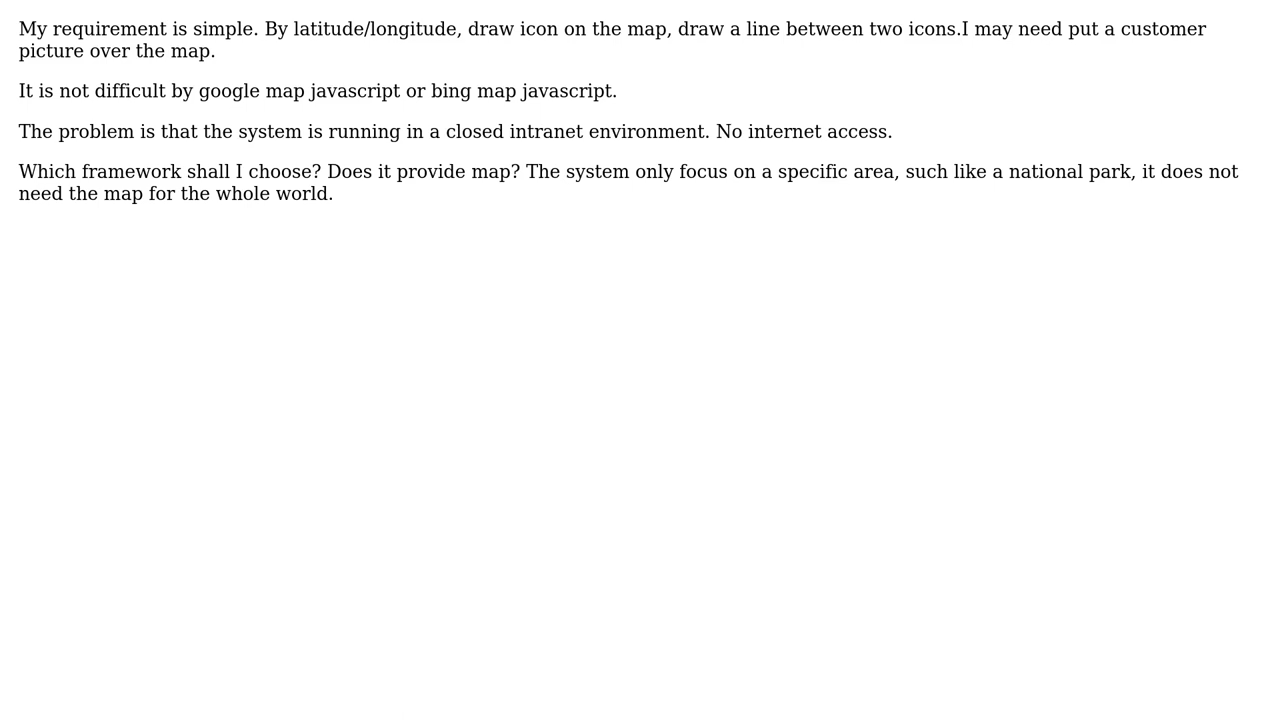 My requirement is simple. By latitude/longitude, draw icon on the map, draw a line between two icons.I may need put a customer
picture over the map.
It is not difficult by google map javascript or bing map javascript.
The problem is that the system is running in a closed intranet environment. No internet access.
Which framework shall I choose? Does it provide map? The system only focus on a specific area, such like a national park, it does not
need the map for the whole world.